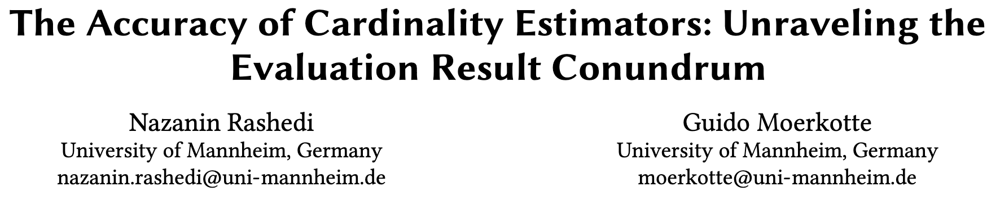 The Accuracy of Cardinality Estimators: Unraveling the
Evaluation Result Conundrum
Nazanin Rashedi
University of Mannheim, Germany
nazanin.rashedi@uni-mannheim.de
Guido Moerkotte
University of Mannheim, Germany
moerkotte@uni-mannheim.de